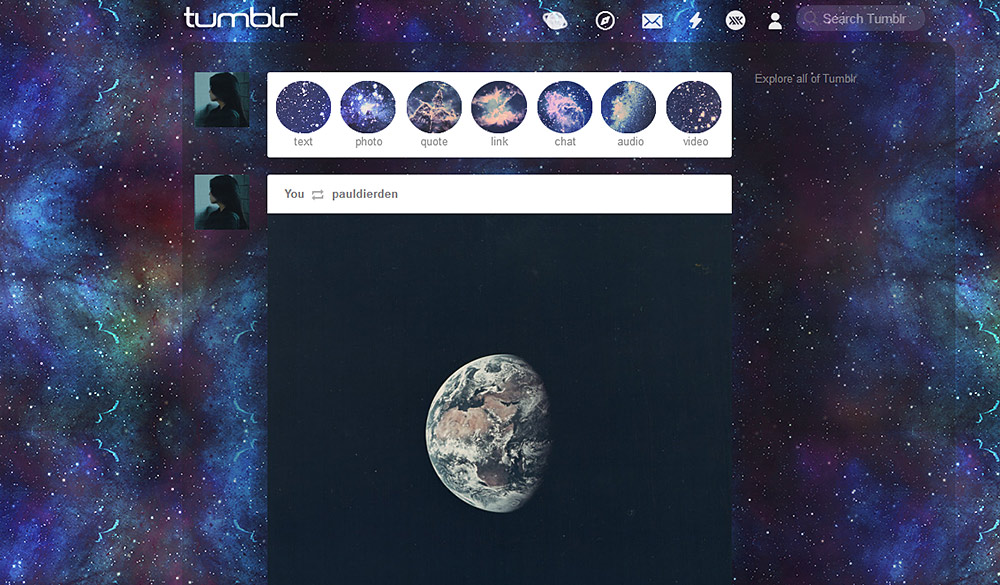 tumblr
Search Tumblr
Explore all of Tumblr
text photo quote link chat audio video
You pauldierden